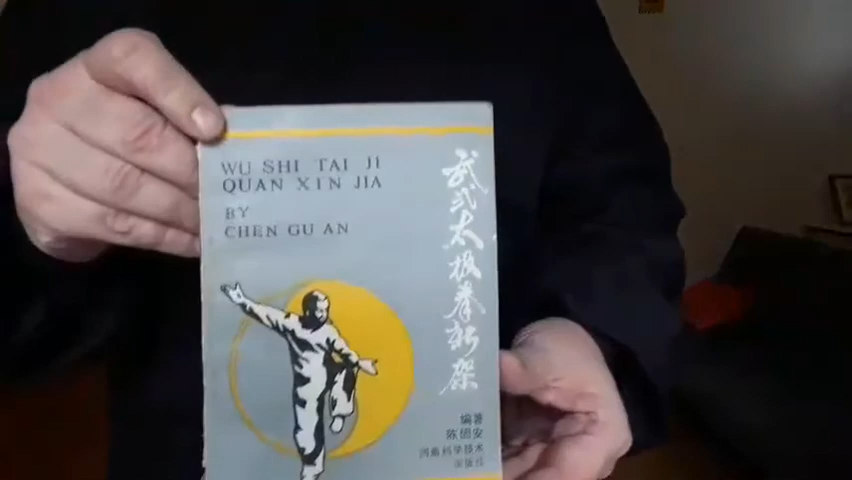 WU SHI TAI JI
QUAN XIN JIA
BY
CHEN GU AN
武式太极拳新架
编著
陈固安
河南科学技术
出版社